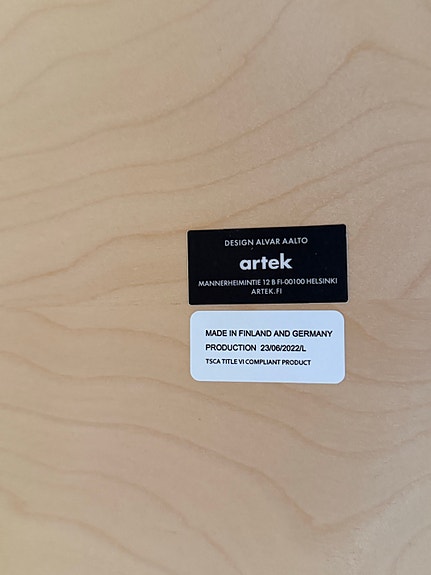 DESIGN ALVAR AALTO
artek
MANNERHEIMINTIE 12 B FI-00100 HELSINKI
ARTEK.FI
MADE IN FINLAND AND GERMANY
PRODUCTION 23/06/2022/L
TSCA TITLE VI COMPLIANT PRODUCT